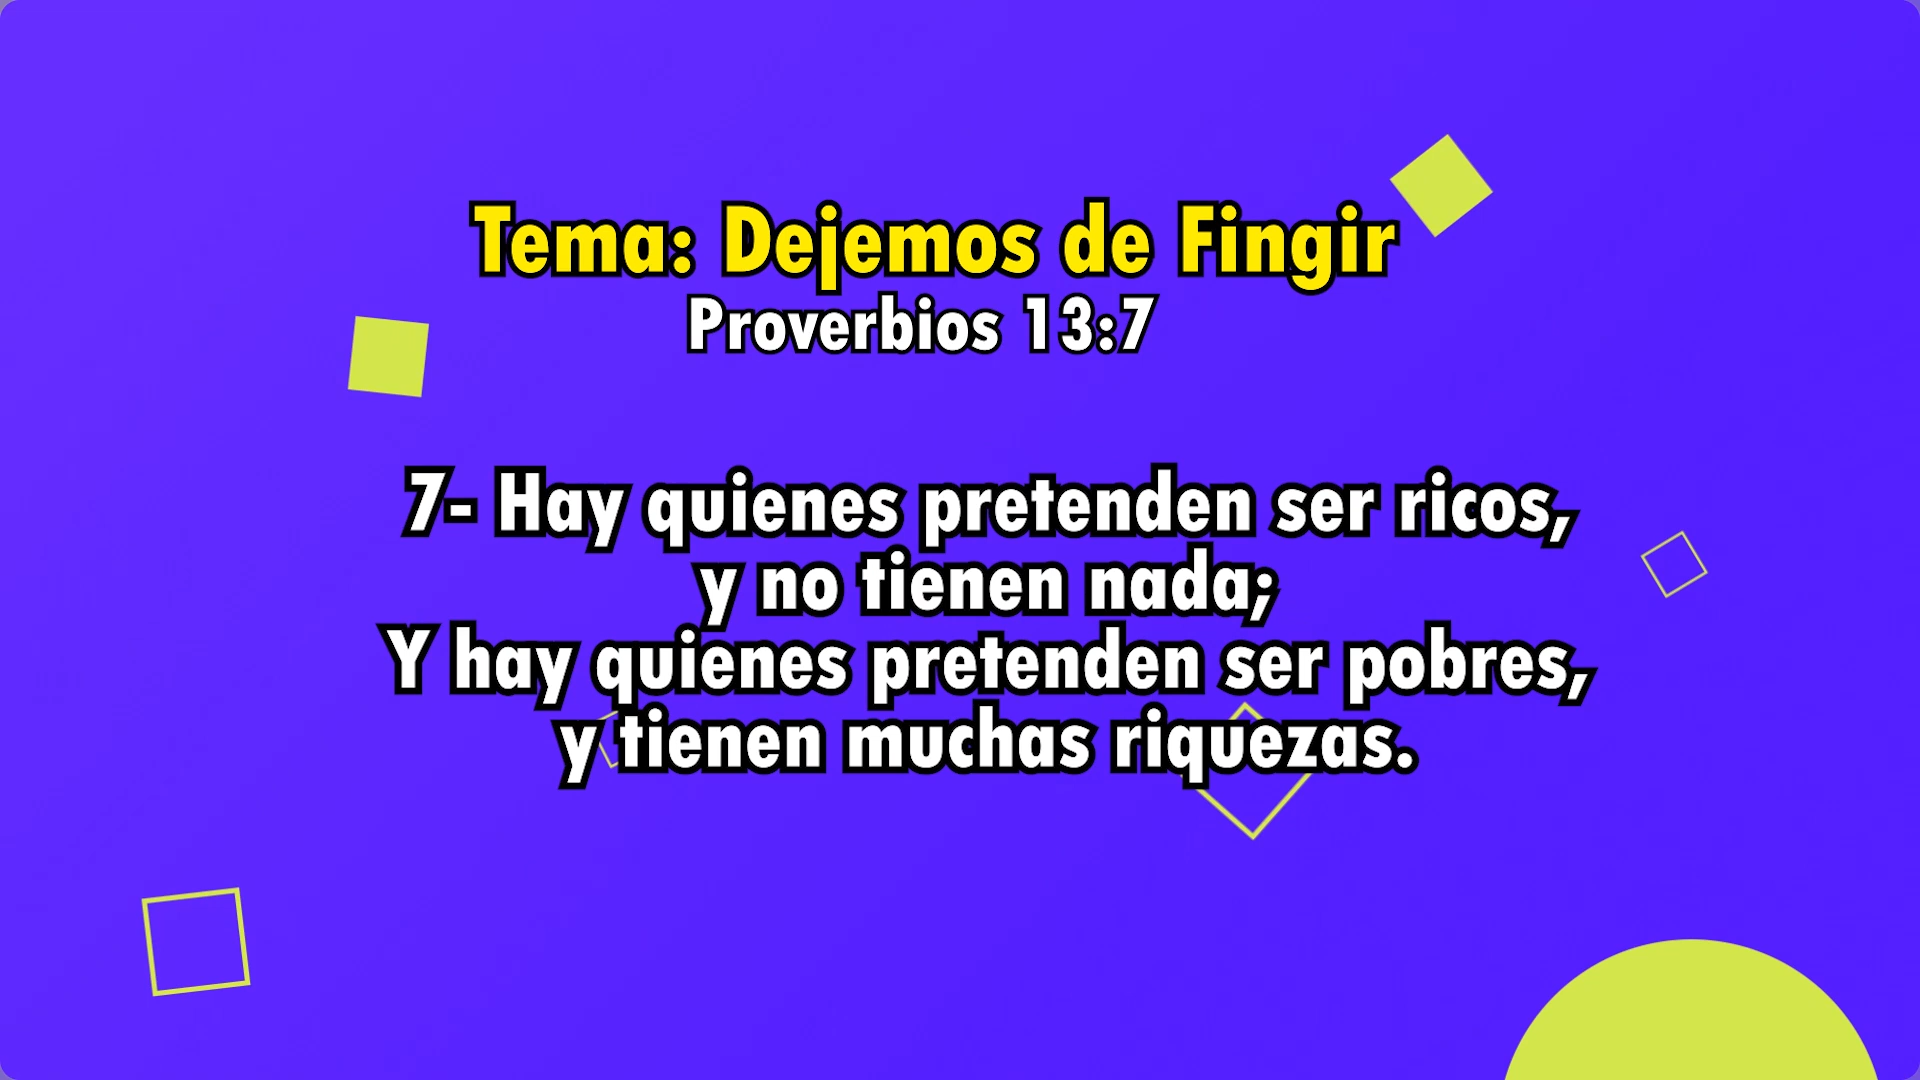 Tema: Dejemos de Fingir
Proverbios 13:7
7- Hay quienes pretenden ser ricos,
y no tienen nada;
Y hay quienes pretenden ser pobres,
y tienen muchas riquezas.